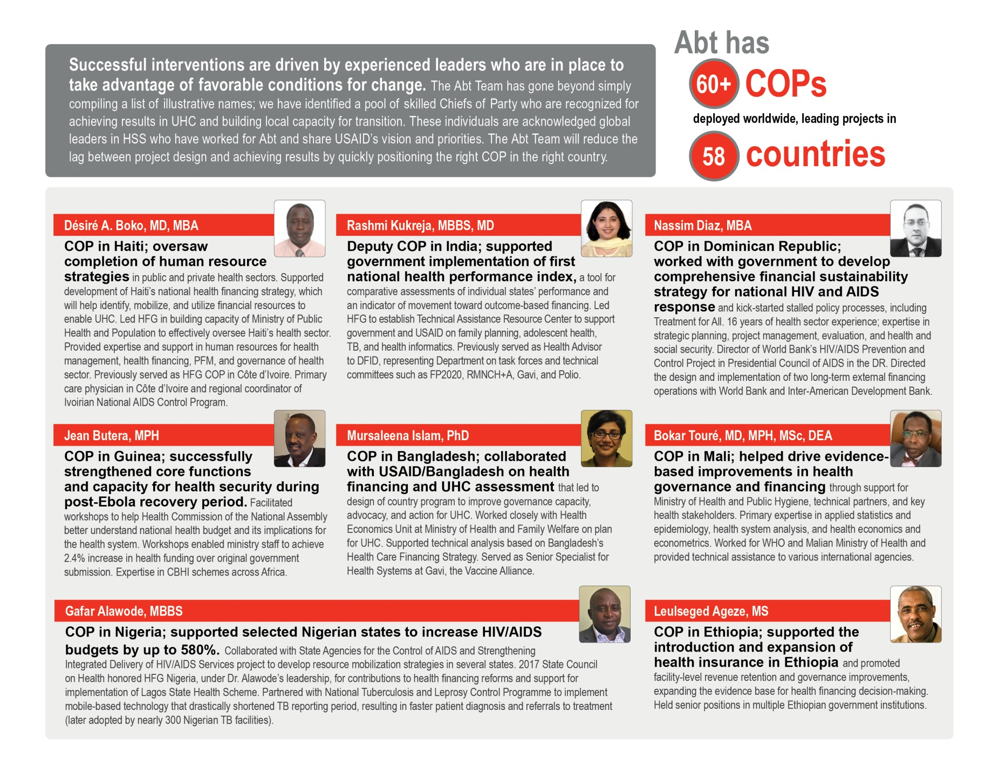 Successful interventions are driven by experienced leaders who are in place to
take advantage of favorable conditions for change. The Abt Team has gone beyond simply
compiling a list of illustrative names; we have identified a pool of skilled Chiefs of Party who are recognized for
achieving results in UHC and building local capacity for transition. These individuals are acknowledged global
leaders in HSS who have worked for Abt and share USAID's vision and priorities. The Abt Team will reduce the
lag between project design and achieving results by quickly positioning the right COP in the right country.
Abt has
60+ COPs
deployed worldwide, leading projects in
58 countries
Désiré A. Boko, MD, MBA
COP in Haiti; oversaw
completion of human resource
strategies in public and private health sectors. Supported
development of Haiti's national health financing strategy, which
will help identify, mobilize, and utilize financial resources to
enable UHC. Led HFG in building capacity of Ministry of Public
Health and Population to effectively oversee Haiti's health sector.
Provided expertise and support in human resources for health
management, health financing, PFM, and governance of health
sector. Previously served as HFG COP in Côte d'Ivoire. Primary
care physician in Côte d'Ivoire and regional coordinator of
Ivoirian National AIDS Control Program.
Rashmi Kukreja, MBBS, MD
Deputy COP in India; supported
government implementation of first
national health performance index, a tool for
comparative assessments of individual states' performance and
an indicator of movement toward outcome-based financing. Led
HFG to establish Technical Assistance Resource Center to support
government and USAID on family planning, adolescent health,
TB, and health informatics. Previously served as Health Advisor
to DFID, representing Department on task forces and technical
committees such as FP2020, RMNCH+A, Gavi, and Polio.
Nassim Diaz, MBA
COP in Dominican Republic;
worked with government to develop
comprehensive financial sustainability
strategy for national HIV and AIDS
response and kick-started stalled policy processes, including
Treatment for All. 16 years of health sector experience; expertise in
strategic planning, project management, evaluation, and health and
social security. Director of World Bank's HIV/AIDS Prevention and
Control Project in Presidential Council of AIDS in the DR. Directed
the design and implementation of two long-term external financing
operations with World Bank and Inter-American Development Bank.
Jean Butera, MPH
COP in Guinea; successfully
strengthened core functions
and capacity for health security during
post-Ebola recovery period. Facilitated
workshops to help Health Commission of the National Assembly
better understand national health budget and its implications for
the health system. Workshops enabled ministry staff to achieve
2.4% increase in health funding over original government
submission. Expertise in CBHI schemes across Africa.
Mursaleena Islam, PhD
COP in Bangladesh; collaborated
with USAID/Bangladesh on health
financing and UHC assessment that led to
design of country program to improve governance capacity,
advocacy, and action for UHC. Worked closely with Health
Economics Unit at Ministry of Health and Family Welfare on plan
for UHC. Supported technical analysis based on Bangladesh's
Health Care Financing Strategy. Served as Senior Specialist for
Health Systems at Gavi, the Vaccine Alliance.
Bokar Touré, MD, MPH, MSc, DEA
COP in Mali; helped drive evidence-
based improvements in health
governance and financing through support for
Ministry of Health and Public Hygiene, technical partners, and key
health stakeholders. Primary expertise in applied statistics and
epidemiology, health system analysis, and health economics and
econometrics. Worked for WHO and Malian Ministry of Health and
provided technical assistance to various international agencies.
Gafar Alawode, MBBS
COP in Nigeria; supported selected Nigerian states to increase HIV/AIDS
budgets by up to 580%. Collaborated with State Agencies for the Control of AIDS and Strengthening
Integrated Delivery of HIV/AIDS Services project to develop resource mobilization strategies in several states. 2017 State Council
on Health honored HFG Nigeria, under Dr. Alawode's leadership, for contributions to health financing reforms and support for
implementation of Lagos State Health Scheme. Partnered with National Tuberculosis and Leprosy Control Programme to implement
mobile-based technology that drastically shortened TB reporting period, resulting in faster patient diagnosis and referrals to treatment
(later adopted by nearly 300 Nigerian TB facilities).
Leulseged Ageze, MS
COP in Ethiopia; supported the
introduction and expansion of
health insurance in Ethiopia and promoted
facility-level revenue retention and governance improvements,
expanding the evidence base for health financing decision-making.
Held senior positions in multiple Ethiopian government institutions.